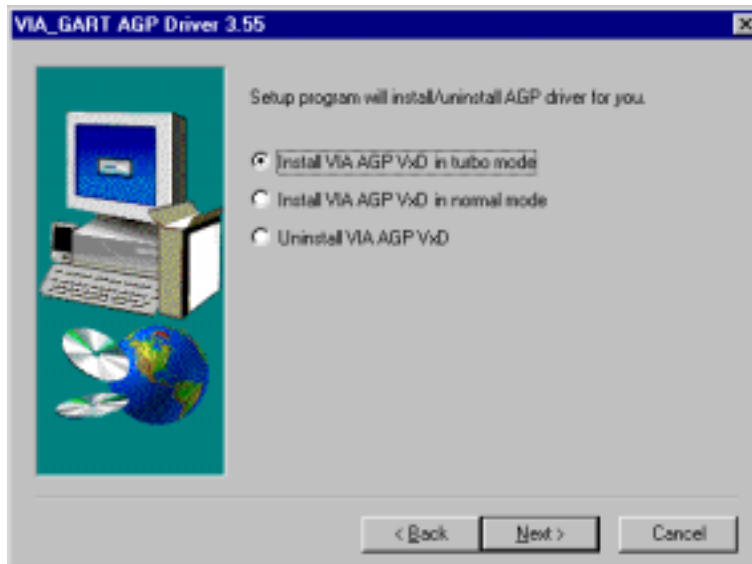 VIA_GART AGP Driver 3.55
Setup program will install/uninstall AGP driver for you.
Install VIA AGP VxD in turbo mode
Install VIA AGP VxD in normal mode
Uninstall VIA AGP VxD
< Back
Next >
Cancel